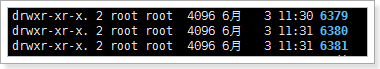 drwxr-xr-x. 2 root root  4096 6月   3 11:30 6379
drwxr-xr-x. 2 root root  4096 6月   3 11:31 6380
drwxr-xr-x. 2 root root  4096 6月   3 11:31 6381